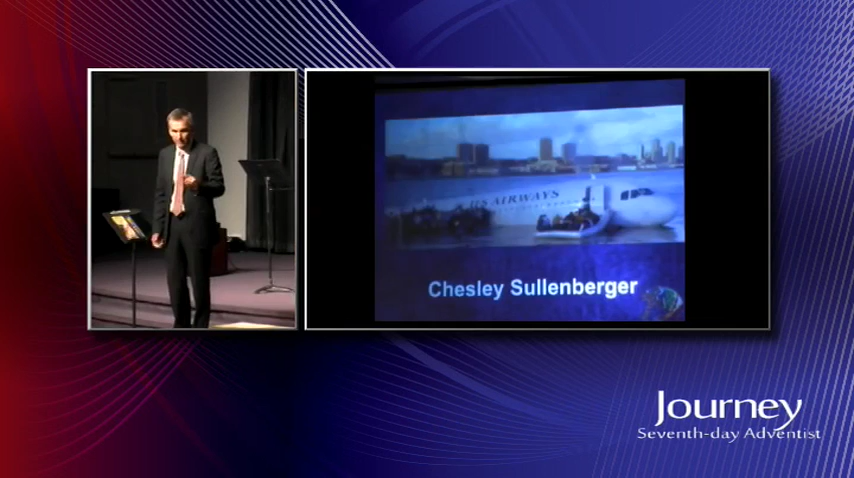 US AIRWAYS
Chesley Sullenberger
Journey
Seventh-day Adventist